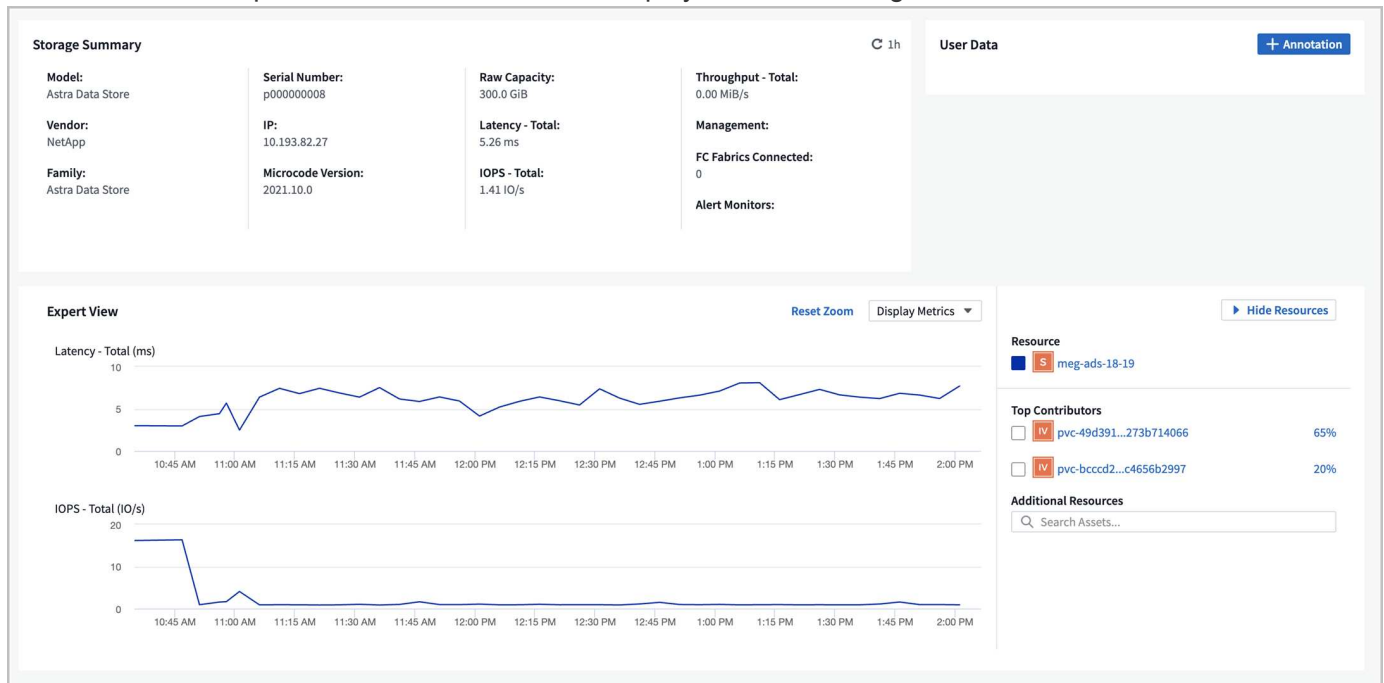 Storage Summary
1h
Model:
Astra Data Store
Vendor:
NetApp
Family:
Astra Data Store
Serial Number:
p000000008
IP:
10.193.82.27
Microcode Version:
2021.10.0
Raw Capacity:
300.0 GiB
Latency - Total:
5.26 ms
IOPS - Total:
1.41 IO/s
Throughput - Total:
0.00 MiB/s
Management:
FC Fabrics Connected:
0
Alert Monitors:
User Data
+ Annotation
Expert View
Reset Zoom
Display Metrics
Latency - Total (ms)
10
5
0
10:45 AM 11:00 AM 11:15 AM 11:30 AM 11:45 AM 12:00 PM 12:15 PM 12:30 PM 12:45 PM 1:00 PM 1:15 PM 1:30 PM 1:45 PM 2:00 PM
IOPS - Total (IO/s)
20
10
0
10:45 AM 11:00 AM 11:15 AM 11:30 AM 11:45 AM 12:00 PM 12:15 PM 12:30 PM 12:45 PM 1:00 PM 1:15 PM 1:30 PM 1:45 PM 2:00 PM
Hide Resources
Resource
S meg-ads-18-19
Top Contributors
IV pvc-49d391...273b714066 65%
IV pvc-bcccd2...c4656b2997 20%
Additional Resources
Search Assets...